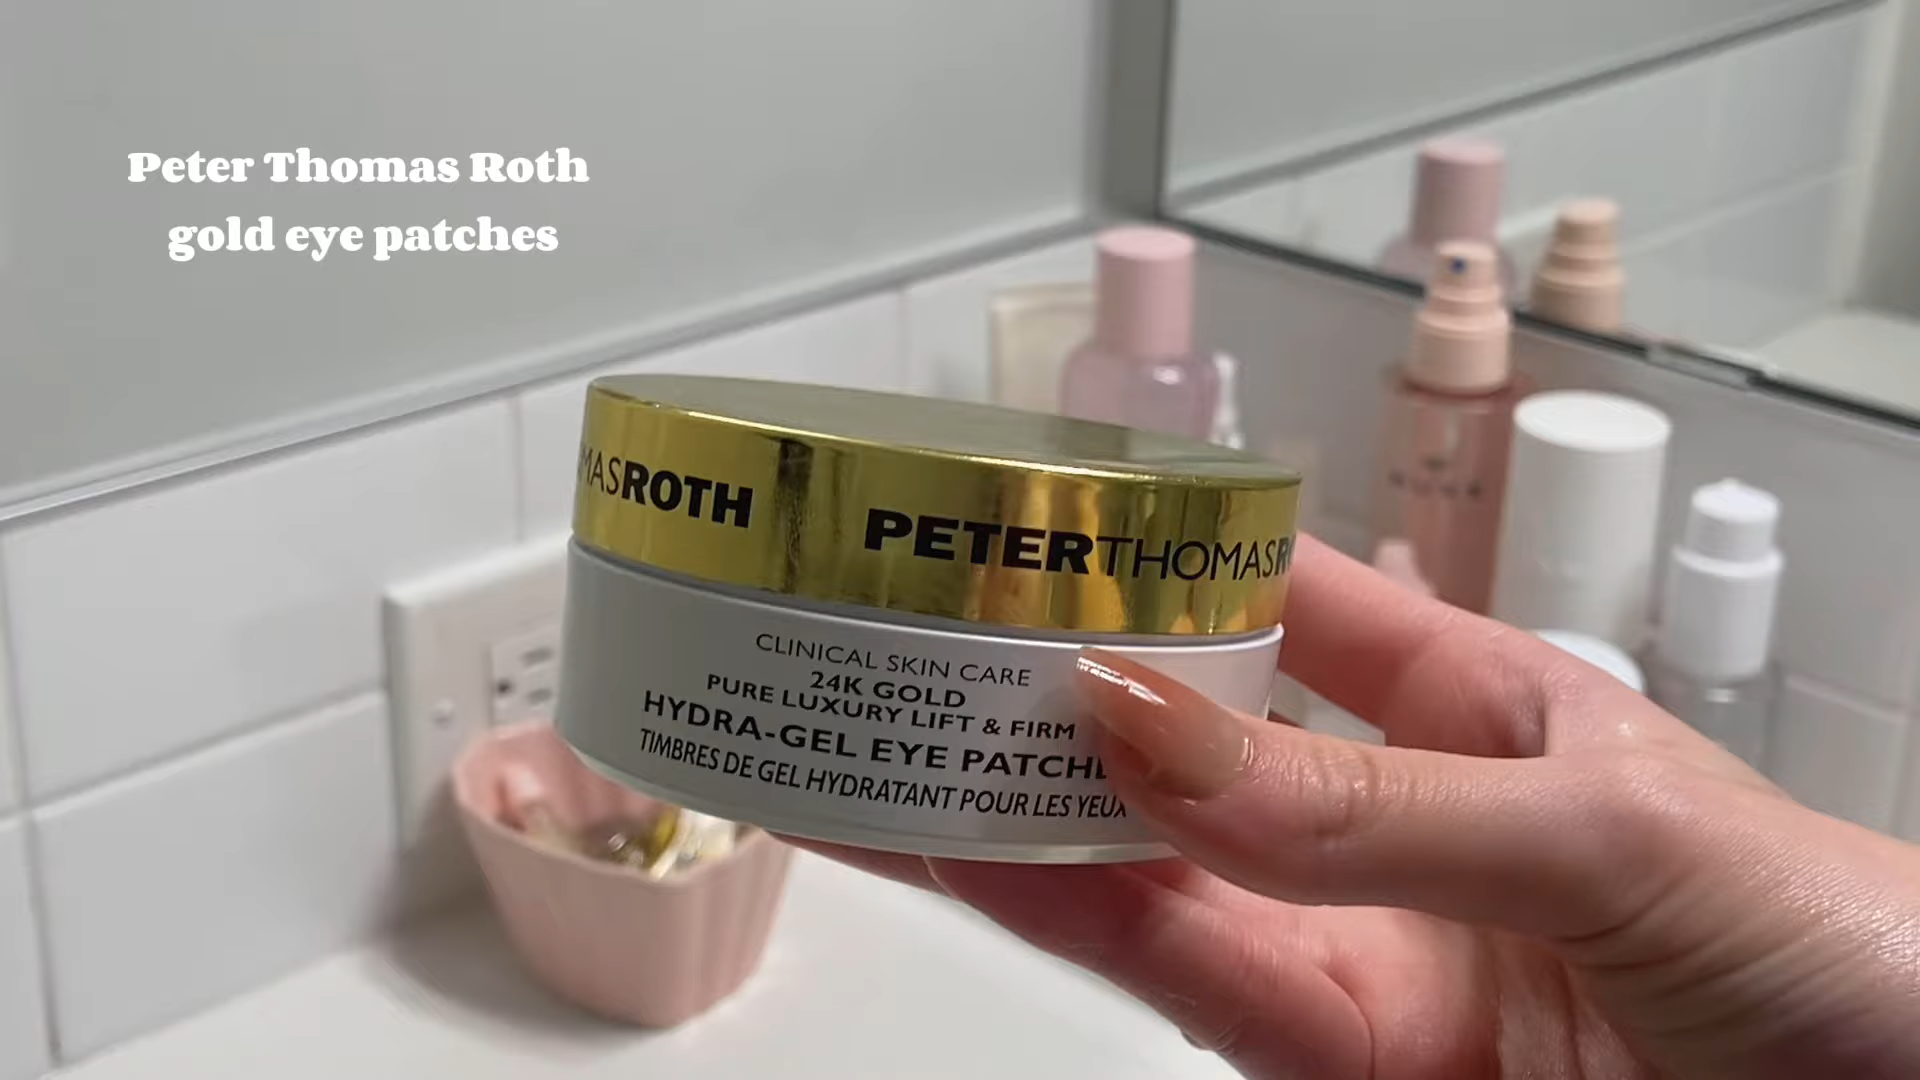 Peter Thomas Roth
gold eye patches
MASROTH
PETERTHOMASR
CLINICAL SKIN CARE
24K GOLD
PURE LUXURY LIFT & FIRM
HYDRA-GEL EYE PATCHE
TIMBRES DE GEL HYDRATANT POUR LES YEUX